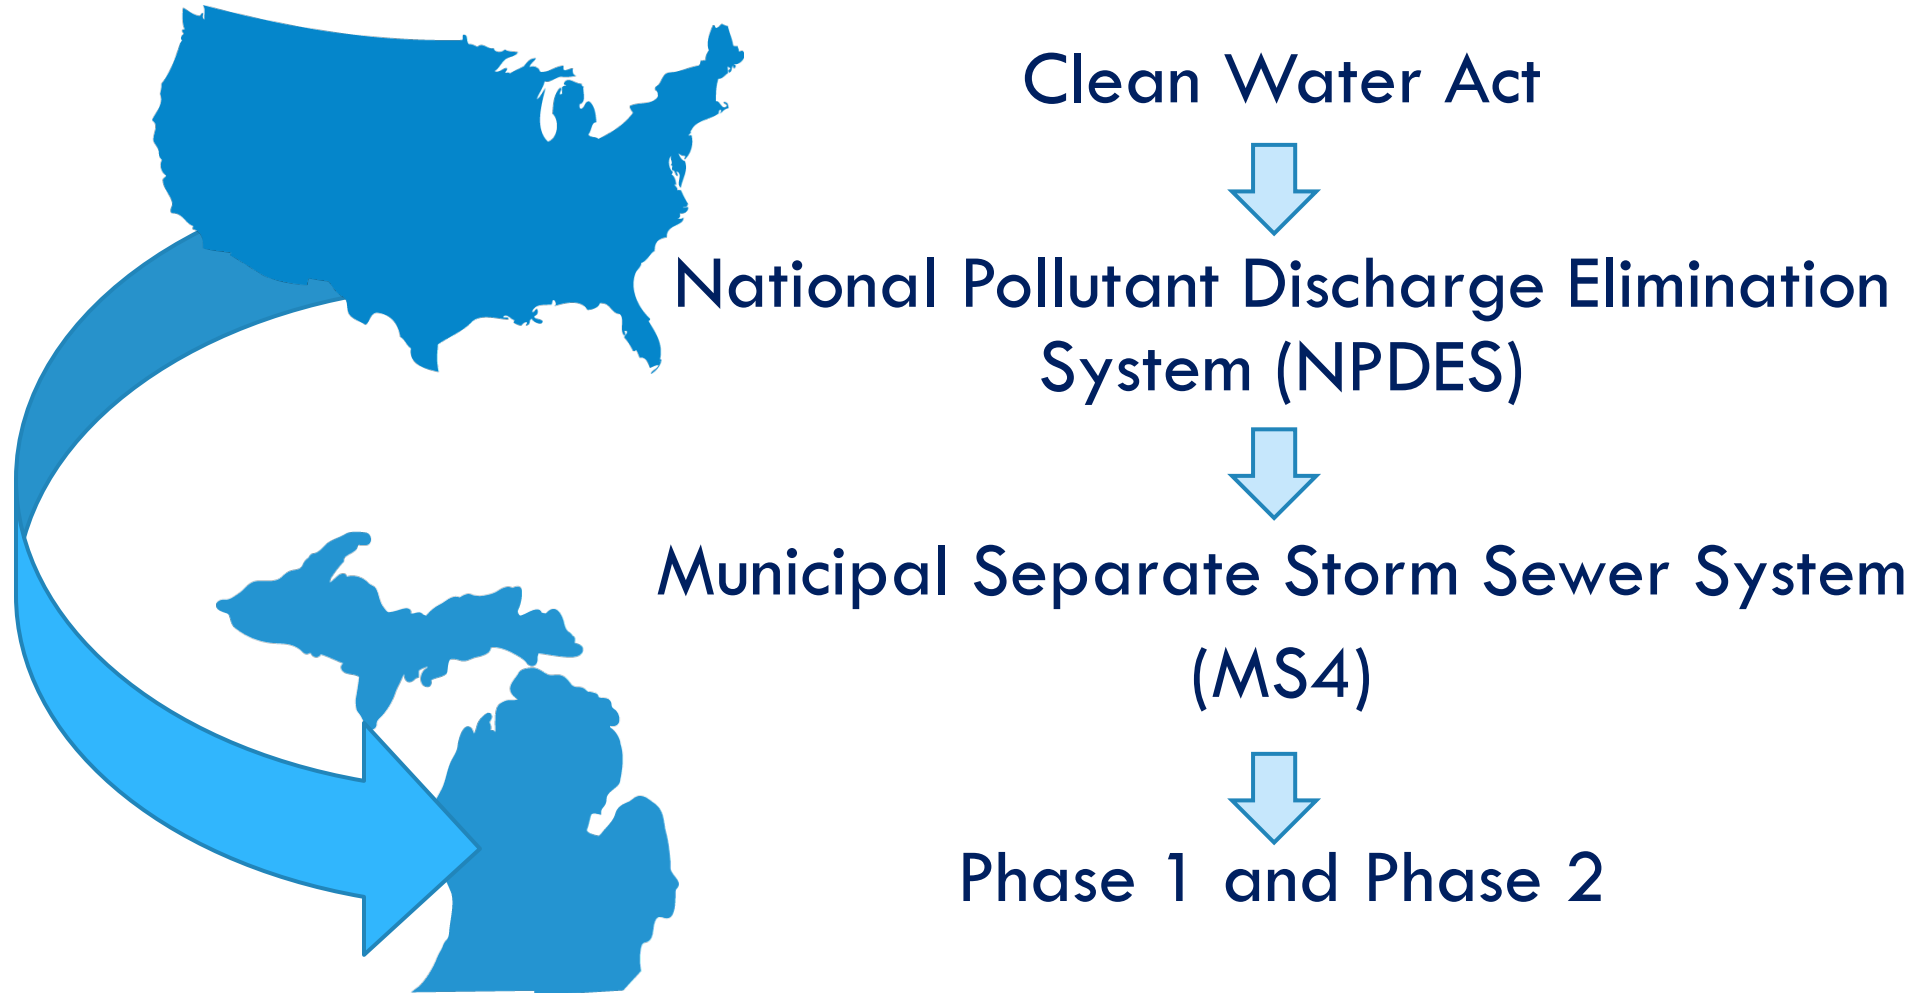 Clean Water Act
National Pollutant Discharge Elimination
System (NPDES)
Municipal Separate Storm Sewer System
(MS4)
Phase 1 and Phase 2